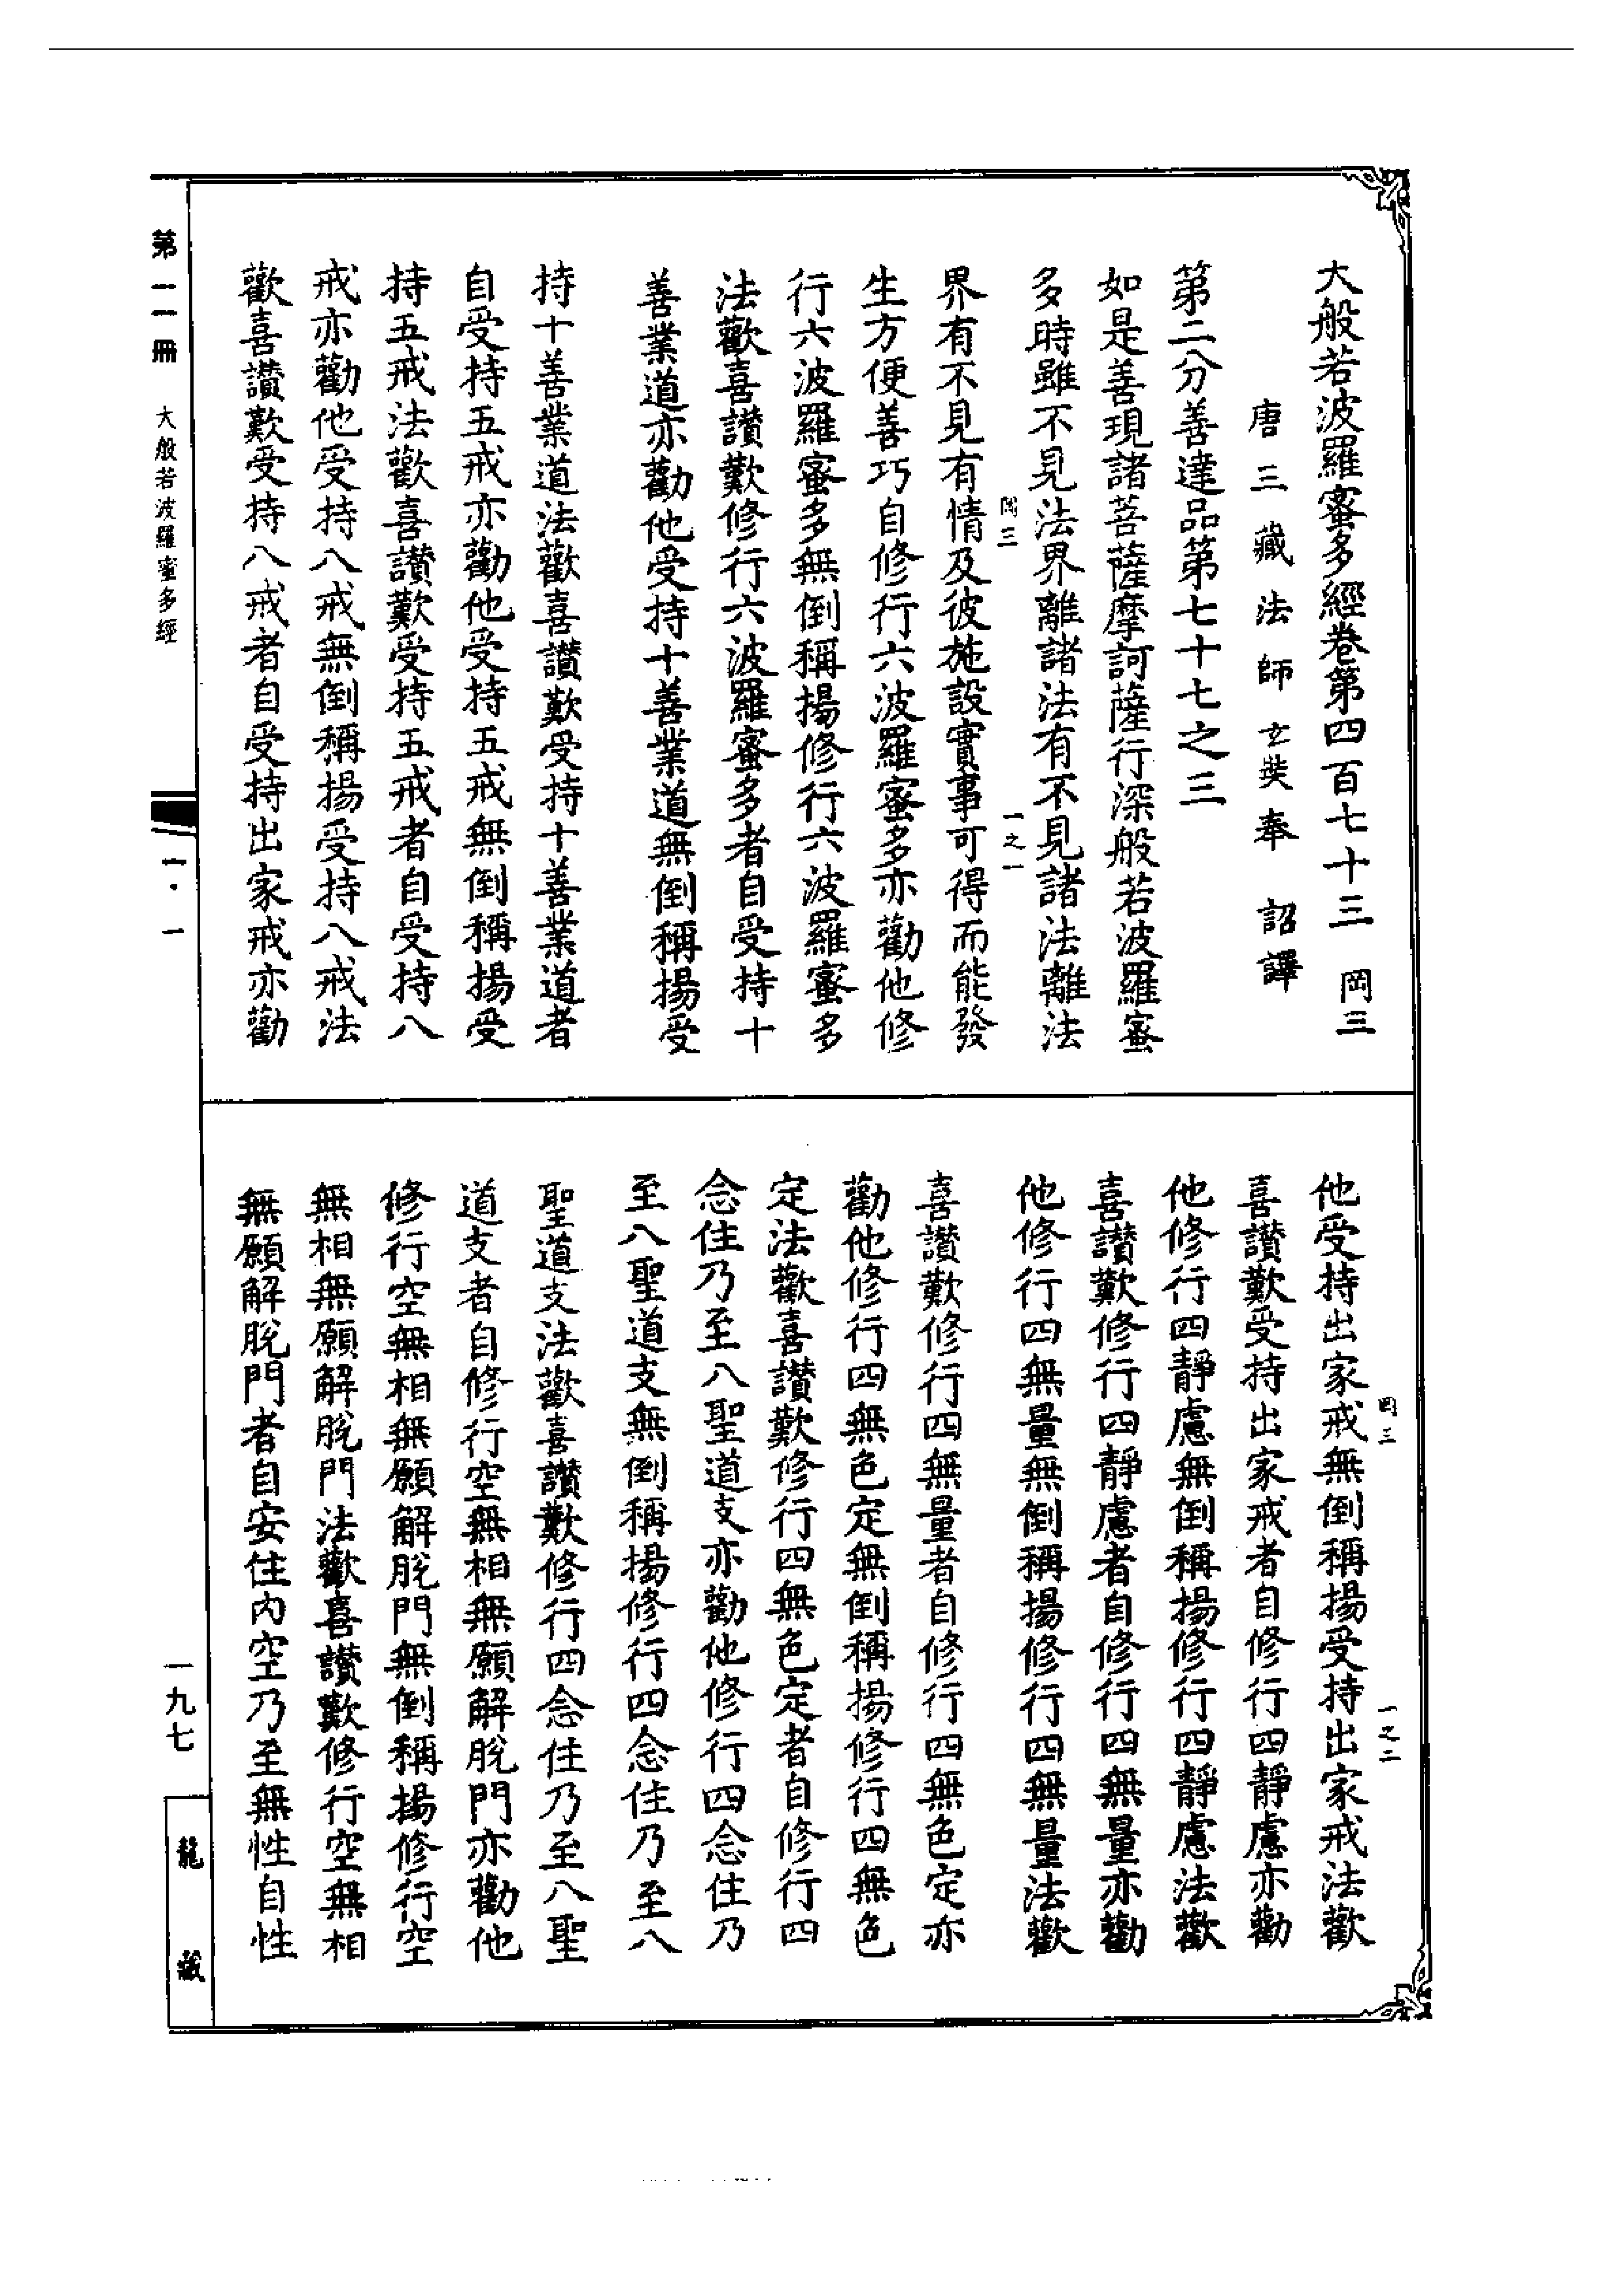 大般若波羅蜜多經卷第四百七十三 岡三
唐三藏法師玄奘奉 詔譯
第二分善達品第七十七之三
如是善現諸菩薩摩訶薩行深般若波羅蜜
多時雖不見法界離諸法有不見諸法離法
岡三 一之一
界有不見有情及彼施設實事可得而能發
生方便善巧自修行六波羅蜜多亦勸他修
行六波羅蜜多無倒稱揚修行六波羅蜜多
法歡喜讚歎修行六波羅蜜多者自受持十
善業道亦勸他受持十善業道無倒稱揚受
持十善業道法歡喜讚歎受持十善業道者
自受持五戒亦勸他受持五戒無倒稱揚受
持五戒法歡喜讚歎受持五戒者自受持八
戒亦勸他受持八戒無倒稱揚受持八戒法
歡喜讚歎受持八戒者自受持出家戒亦勸
岡三 一之二
他受持出家戒無倒稱揚受持出家戒法歡
喜讚歎受持出家戒者自修行四靜慮亦勸
他修行四靜慮無倒稱揚修行四靜慮法歡
喜讚歎修行四靜慮者自修行四無量亦勸
他修行四無量無倒稱揚修行四無量法歡
喜讚歎修行四無量者自修行四無色定亦
勸他修行四無色定無倒稱揚修行四無色
定法歡喜讚歎修行四無色定者自修行四
念住乃至八聖道支亦勸他修行四念住乃
至八聖道支無倒稱揚修行四念住乃至八
聖道支法歡喜讚歎修行四念住乃至八聖
道支者自修行空無相無願解脫門亦勸他
修行空無相無願解脫門無倒稱揚修行空
無相無願解脫門法歡喜讚歎修行空無相
無願解脫門者自安住內空乃至無性自性
第一一冊 大般若波羅蜜多經
一・一
一九七
龍藏